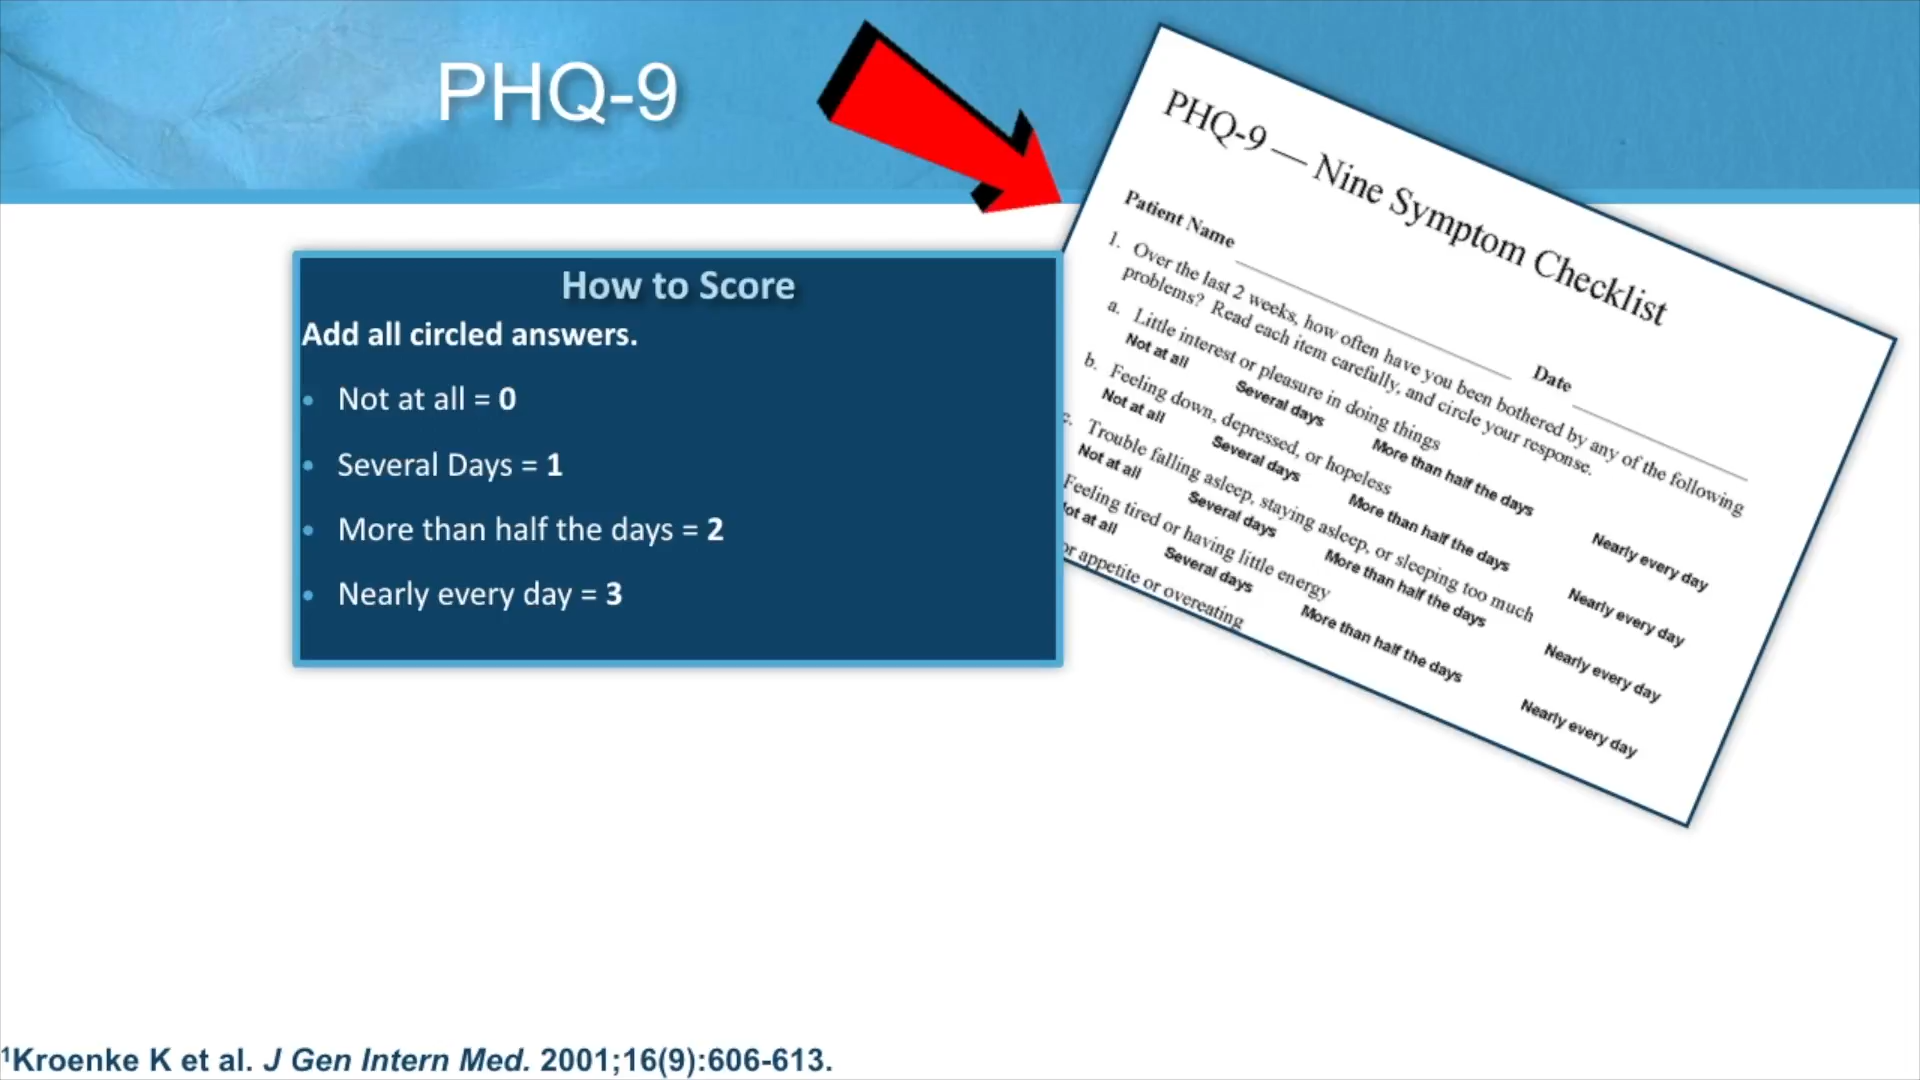 PHQ-9
How to Score
Add all circled answers.
• Not at all = 0
• Several Days = 1
• More than half the days = 2
• Nearly every day = 3
PHQ-9 — Nine Symptom Checklist
Patient Name Date
1. Over the last 2 weeks, how often have you been bothered by any of the following
problems? Read each item carefully, and circle your response.
a. Little interest or pleasure in doing things
Not at all Several days More than half the days Nearly every day
b. Feeling down, depressed, or hopeless
Not at all Several days More than half the days Nearly every day
c. Trouble falling asleep, staying asleep, or sleeping too much
Not at all Several days More than half the days Nearly every day
Feeling tired or having little energy
ot at all Several days More than half the days Nearly every day
or appetite or overeating
¹Kroenke K et al. J Gen Intern Med. 2001;16(9):606-613.